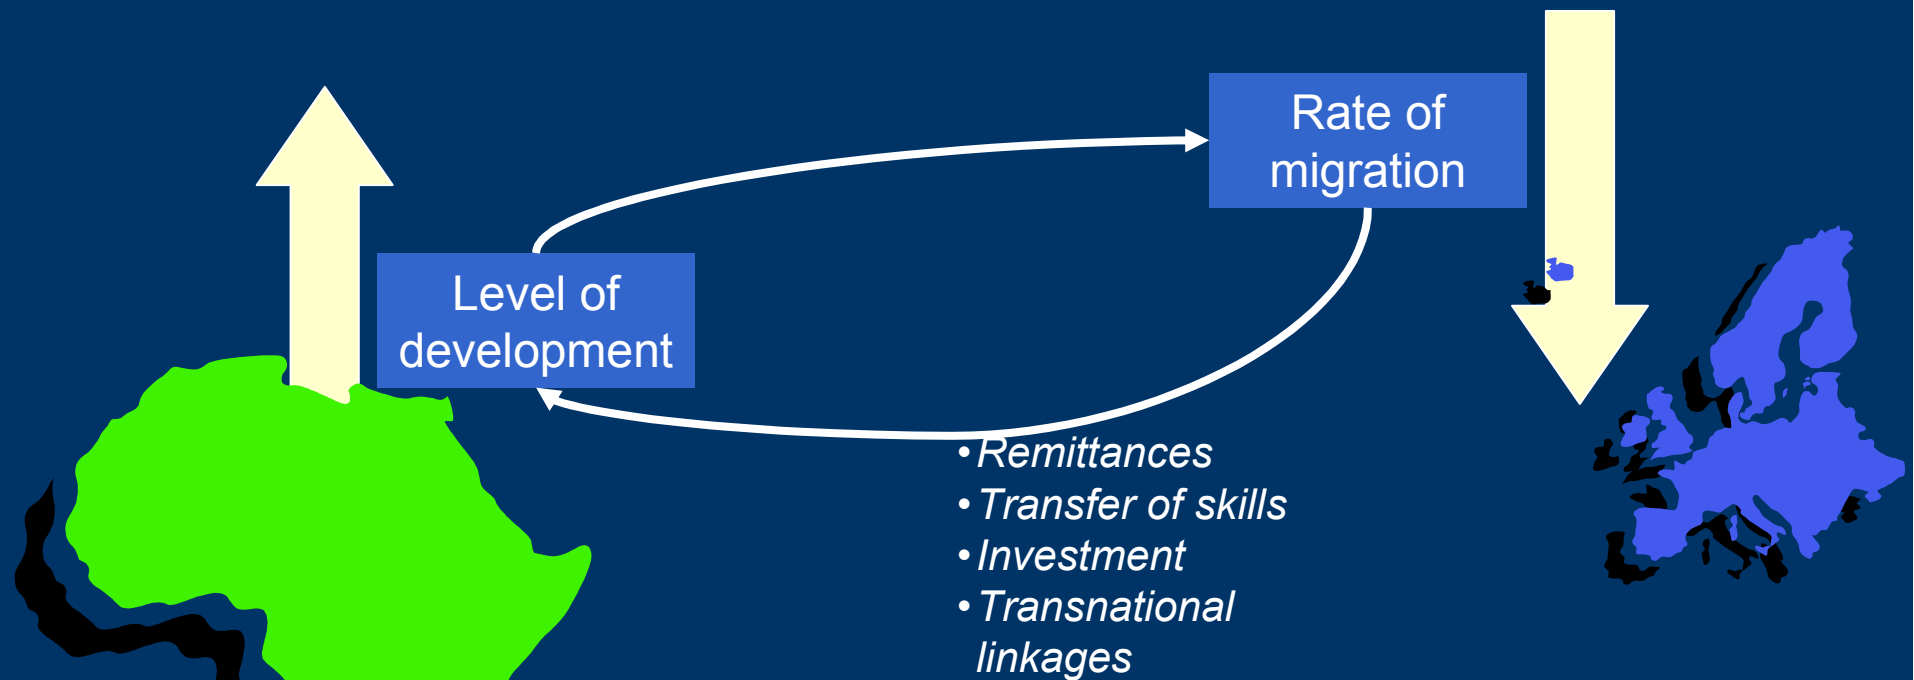 Rate of
migration
Level of
development
•Remittances
•Transfer of skills
•Investment
•Transnational
linkages